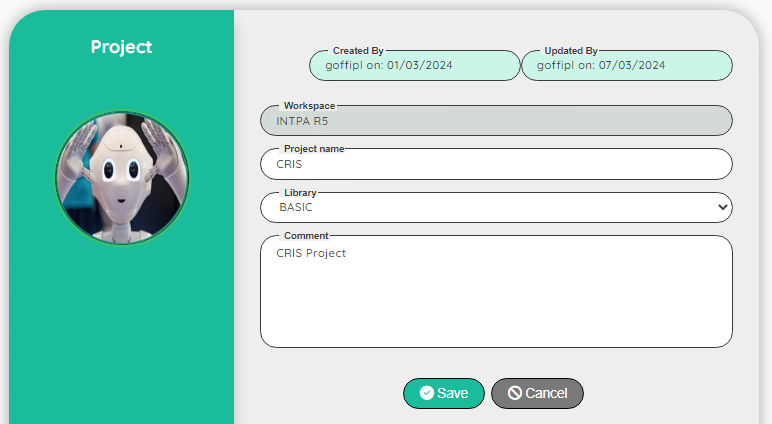 Project
Created By
Updated By
goffipl on: 01/03/2024
goffipl on: 07/03/2024
Workspace
INTPA R5
Project name
CRIS
Library
BASIC
Comment
CRIS Project
Save
Cancel